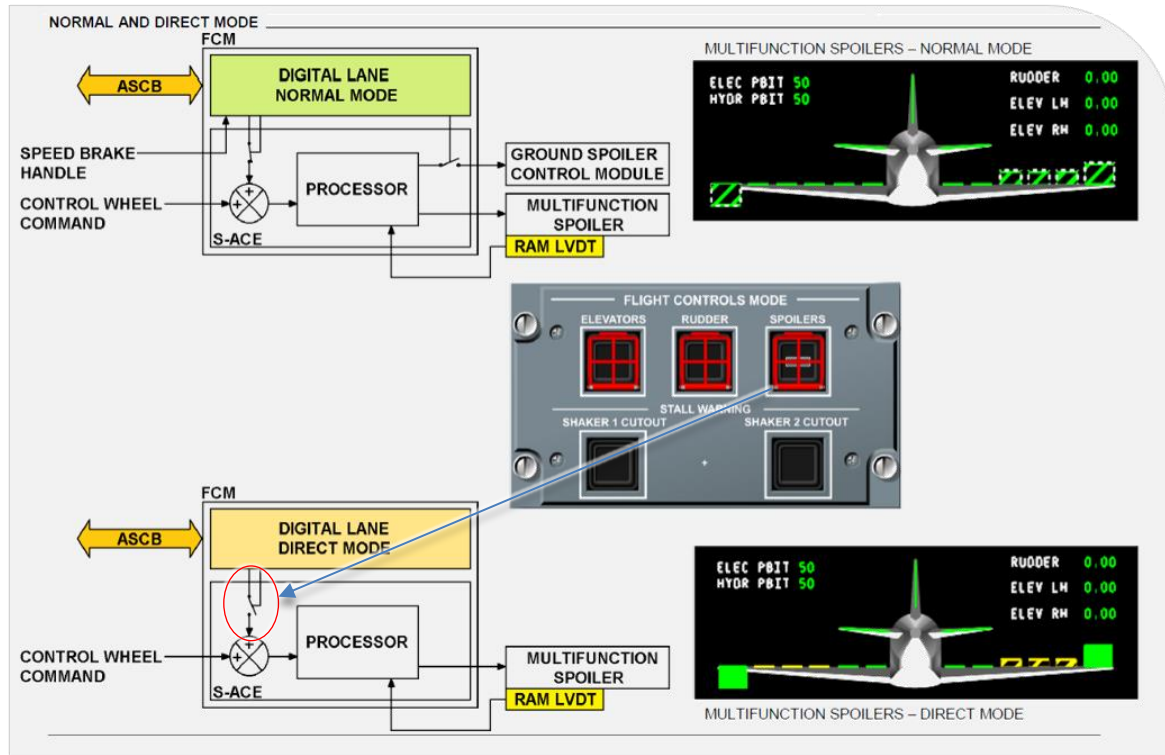 NORMAL AND DIRECT MODE
FCM
ASCB
DIGITAL LANE
NORMAL MODE
SPEED BRAKE
HANDLE
CONTROL WHEEL
COMMAND
PROCESSOR
S-ACE
GROUND SPOILER
CONTROL MODULE
MULTIFUNCTION
SPOILER
RAM LVDT
MULTIFUNCTION SPOILERS – NORMAL MODE
ELEC PBIT 50
HYDR PBIT 50
RUDDER 0.00
ELEV LH 0.00
ELEV RH 0.00
FLIGHT CONTROLS MODE
ELEVATORS RUDDER SPOILERS
STALL WARNING
SHAKER 1 CUTOUT SHAKER 2 CUTOUT
FCM
ASCB
DIGITAL LANE
DIRECT MODE
CONTROL WHEEL
COMMAND
PROCESSOR
S-ACE
MULTIFUNCTION
SPOILER
RAM LVDT
ELEC PBIT 50
HYDR PBIT 50
RUDDER 0.00
ELEV LH 0.00
ELEV RH 0.00
MULTIFUNCTION SPOILERS – DIRECT MODE